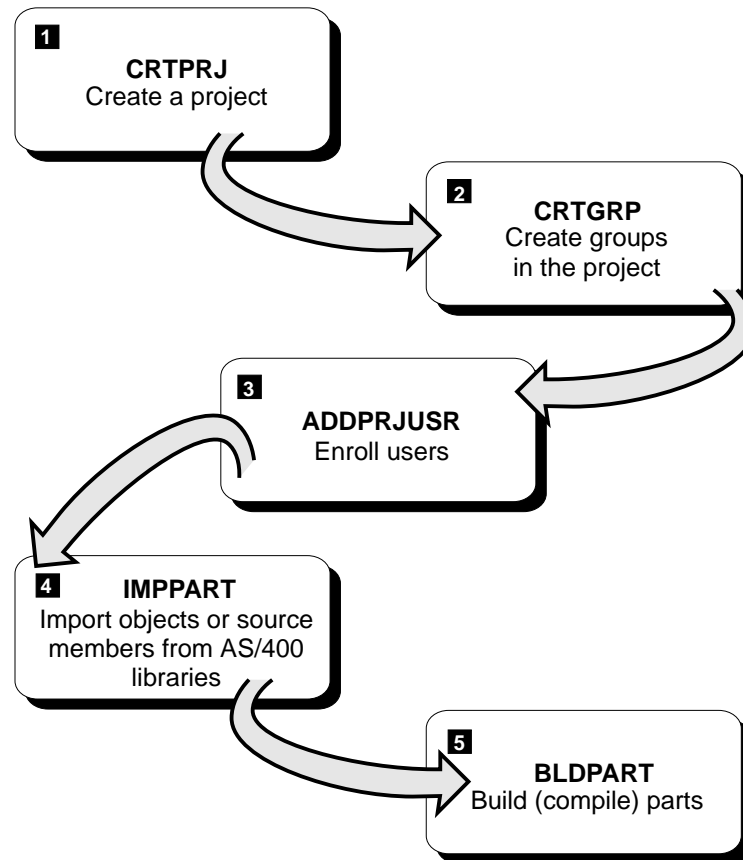 1
CRTPRJ
Create a project
2
CRTGRP
Create groups
in the project
3
ADDPRJUSR
Enroll users
4
IMPPART
Import objects or source
members from AS/400
libraries
5
BLDPART
Build (compile) parts